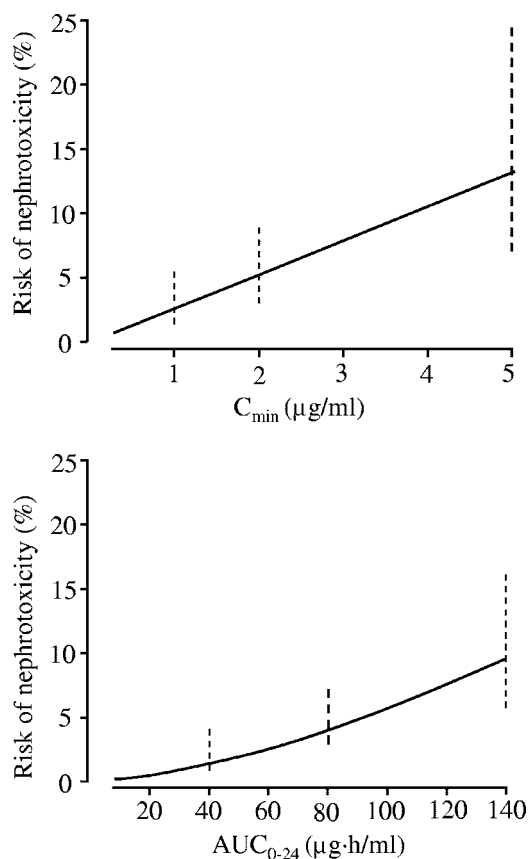 Risk of nephrotoxicity (%)
25
20
15
10
5
0
1 2 3 4 5
C_min (µg/ml)
Risk of nephrotoxicity (%)
25
20
15
10
5
0
20 40 60 80 100 120 140
AUC_0-24 (µg·h/ml)